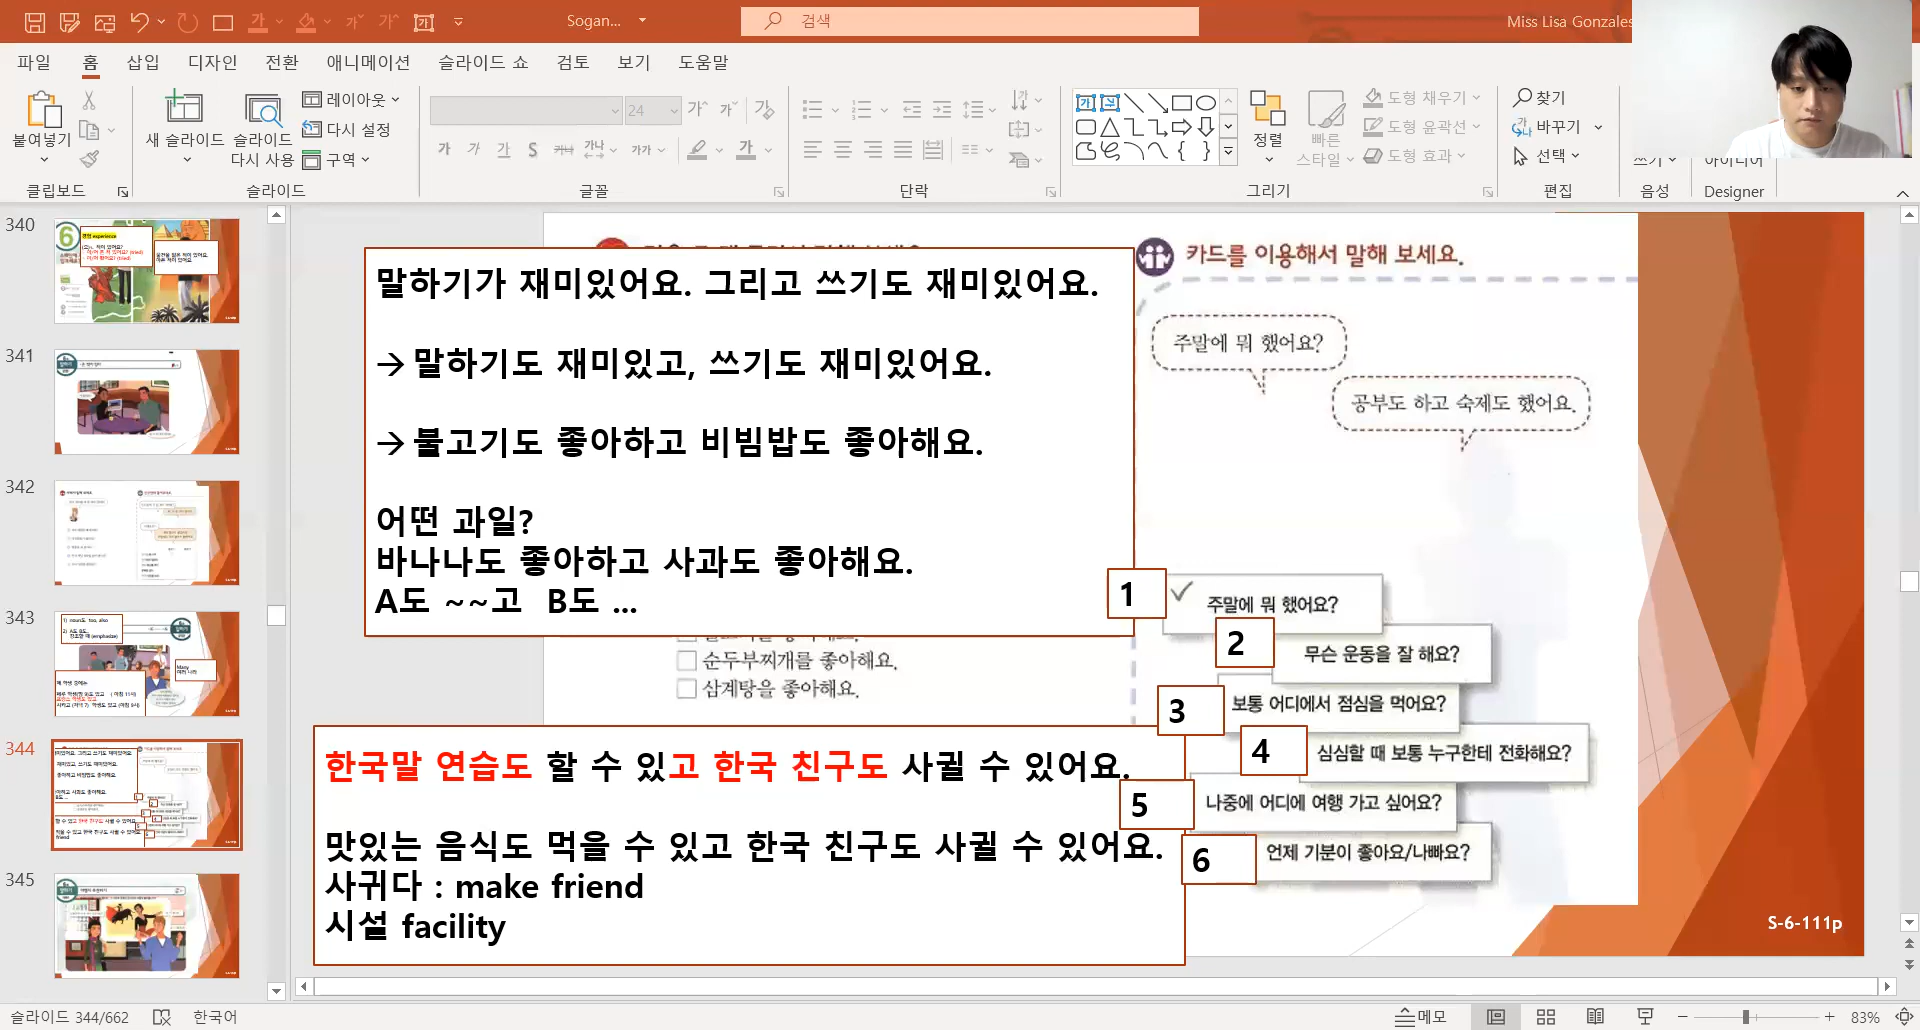 Sogan...
검색
Miss Lisa Gonzales
파일 홈 삽입 디자인 전환 애니메이션 슬라이드 쇼 검토 보기 도움말
붙여넣기
새 슬라이드
슬라이드 다시 사용
레이아웃
다시 설정
구역
24
정렬
빠른 스타일
도형 채우기
도형 윤곽선
도형 효과
찾기
바꾸기
선택
쓰기
아이디어
클립보드 슬라이드 글꼴 단락 그리기 편집 음성 Designer
340
341
342
343
344
345
말하기가 재미있어요. 그리고 쓰기도 재미있어요.
→ 말하기도 재미있고, 쓰기도 재미있어요.
→ 불고기도 좋아하고 비빔밥도 좋아해요.
어떤 과일?
바나나도 좋아하고 사과도 좋아해요.
A도 ~~고 B도 ...
순두부찌개를 좋아해요.
삼계탕을 좋아해요.
한국말 연습도 할 수 있고 한국 친구도 사귈 수 있어요.
맛있는 음식도 먹을 수 있고 한국 친구도 사귈 수 있어요.
사귀다 : make friend
시설 facility
카드를 이용해서 말해 보세요.
주말에 뭐 했어요?
공부도 하고 숙제도 했어요.
1 주말에 뭐 했어요?
2 무슨 운동을 잘 해요?
3 보통 어디에서 점심을 먹어요?
4 심심할 때 보통 누구한테 전화해요?
5 나중에 어디에 여행 가고 싶어요?
6 언제 기분이 좋아요/나빠요?
S-6-111p
슬라이드 344/662
한국어
메모
83%